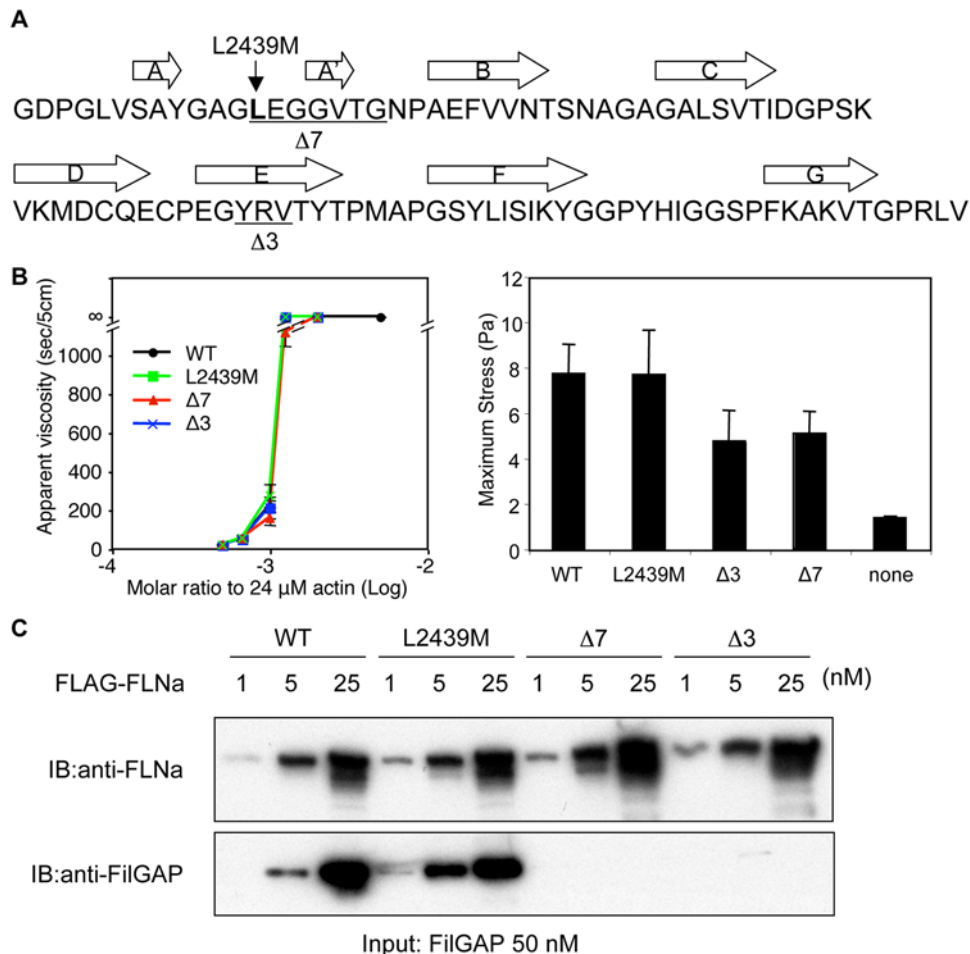 A
L2439M
A A' B C
GDPGLVSAYGAGLEGGVTGNPAEFVVNTSNAGAGALSVTIDGPSK
Δ7
D E F G
VKMDCQECPEGYRVTYTPMAPGSYLISIKYGGPYHIGGSPFKAKVTGPRLV
Δ3
B
Apparent viscosity (sec/5cm)
∞
1000
800
600
400
200
0
WT
L2439M
Δ7
Δ3
-4 -3 -2
Molar ratio to 24 μM actin (Log)
Maximum Stress (Pa)
12
10
8
6
4
2
0
WT L2439M Δ3 Δ7 none
C
WT L2439M Δ7 Δ3
FLAG-FLNa 1 5 25 1 5 25 1 5 25 1 5 25 (nM)
IB:anti-FLNa
IB:anti-FilGAP
Input: FilGAP 50 nM